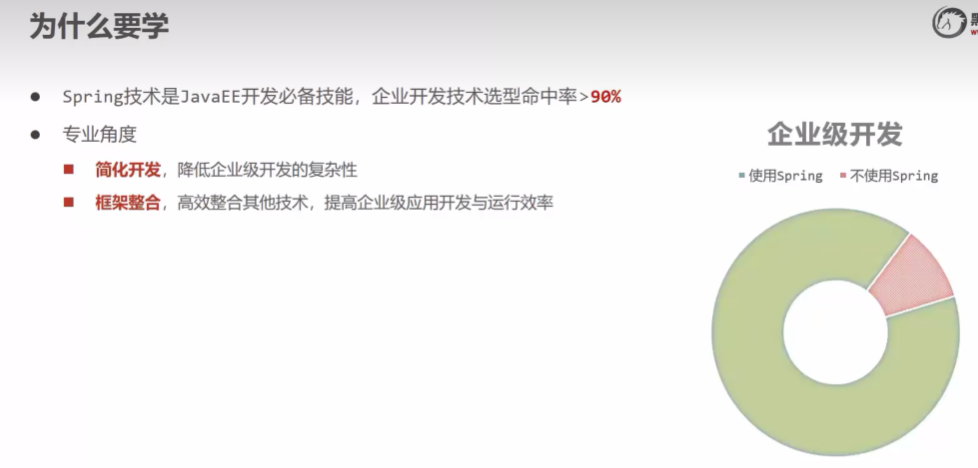 为什么要学
Spring技术是JavaEE开发必备技能，企业开发技术选型命中率>90%
专业角度
简化开发，降低企业级开发的复杂性
框架整合，高效整合其他技术，提高企业级应用开发与运行效率
企业级开发
使用Spring 不使用Spring